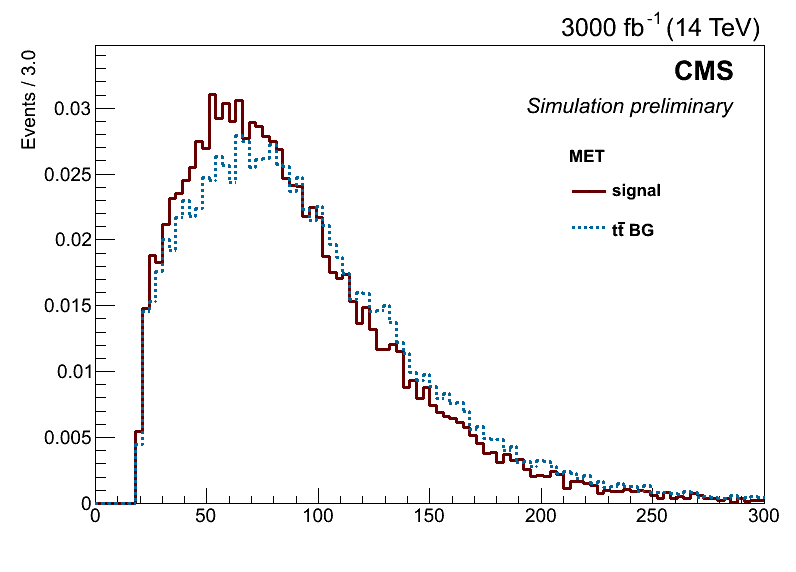 3000 fb⁻¹ (14 TeV)
CMS
Simulation preliminary
Events / 3.0
MET
signal
tt̅ BG
0.03
0.025
0.02
0.015
0.01
0.005
0
0 50 100 150 200 250 300